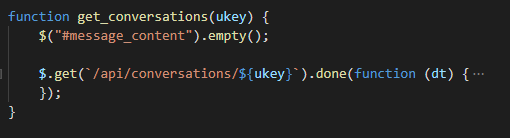 function get_conversations(ukey) {
    $("#message_content").empty();

    $.get(`/api/conversations/${ukey}`).done(function (dt) { ···
    });
}